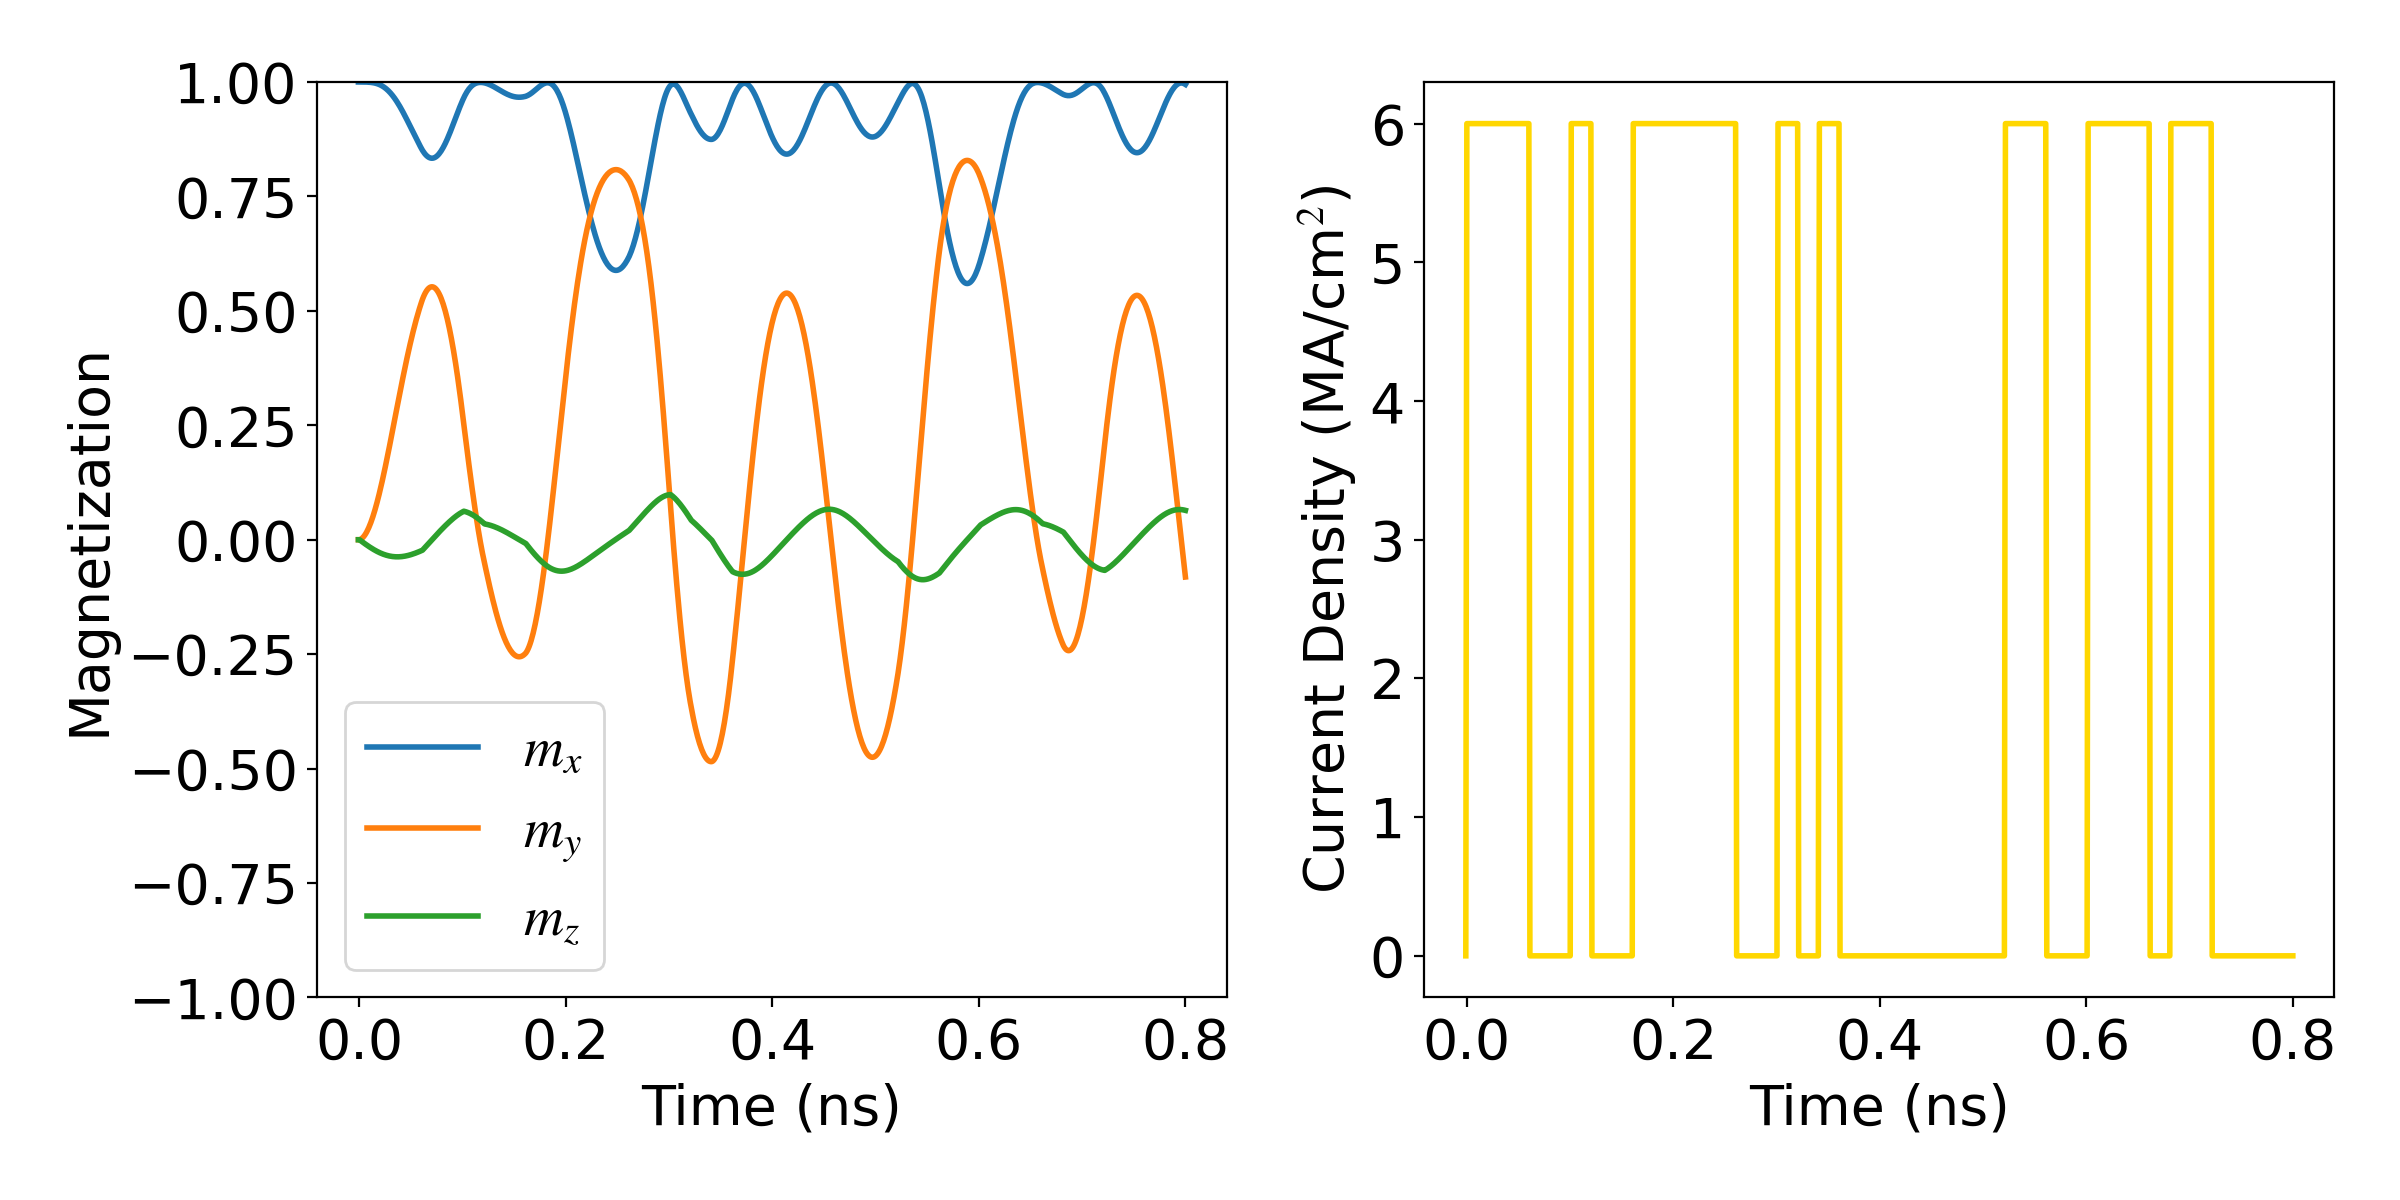 Magnetization
1.00
0.75
0.50
0.25
0.00
−0.25
−0.50
−0.75
−1.00
m_x
m_y
m_z
0.0 0.2 0.4 0.6 0.8
Time (ns)
Current Density (MA/cm²)
6
5
4
3
2
1
0
0.0 0.2 0.4 0.6 0.8
Time (ns)